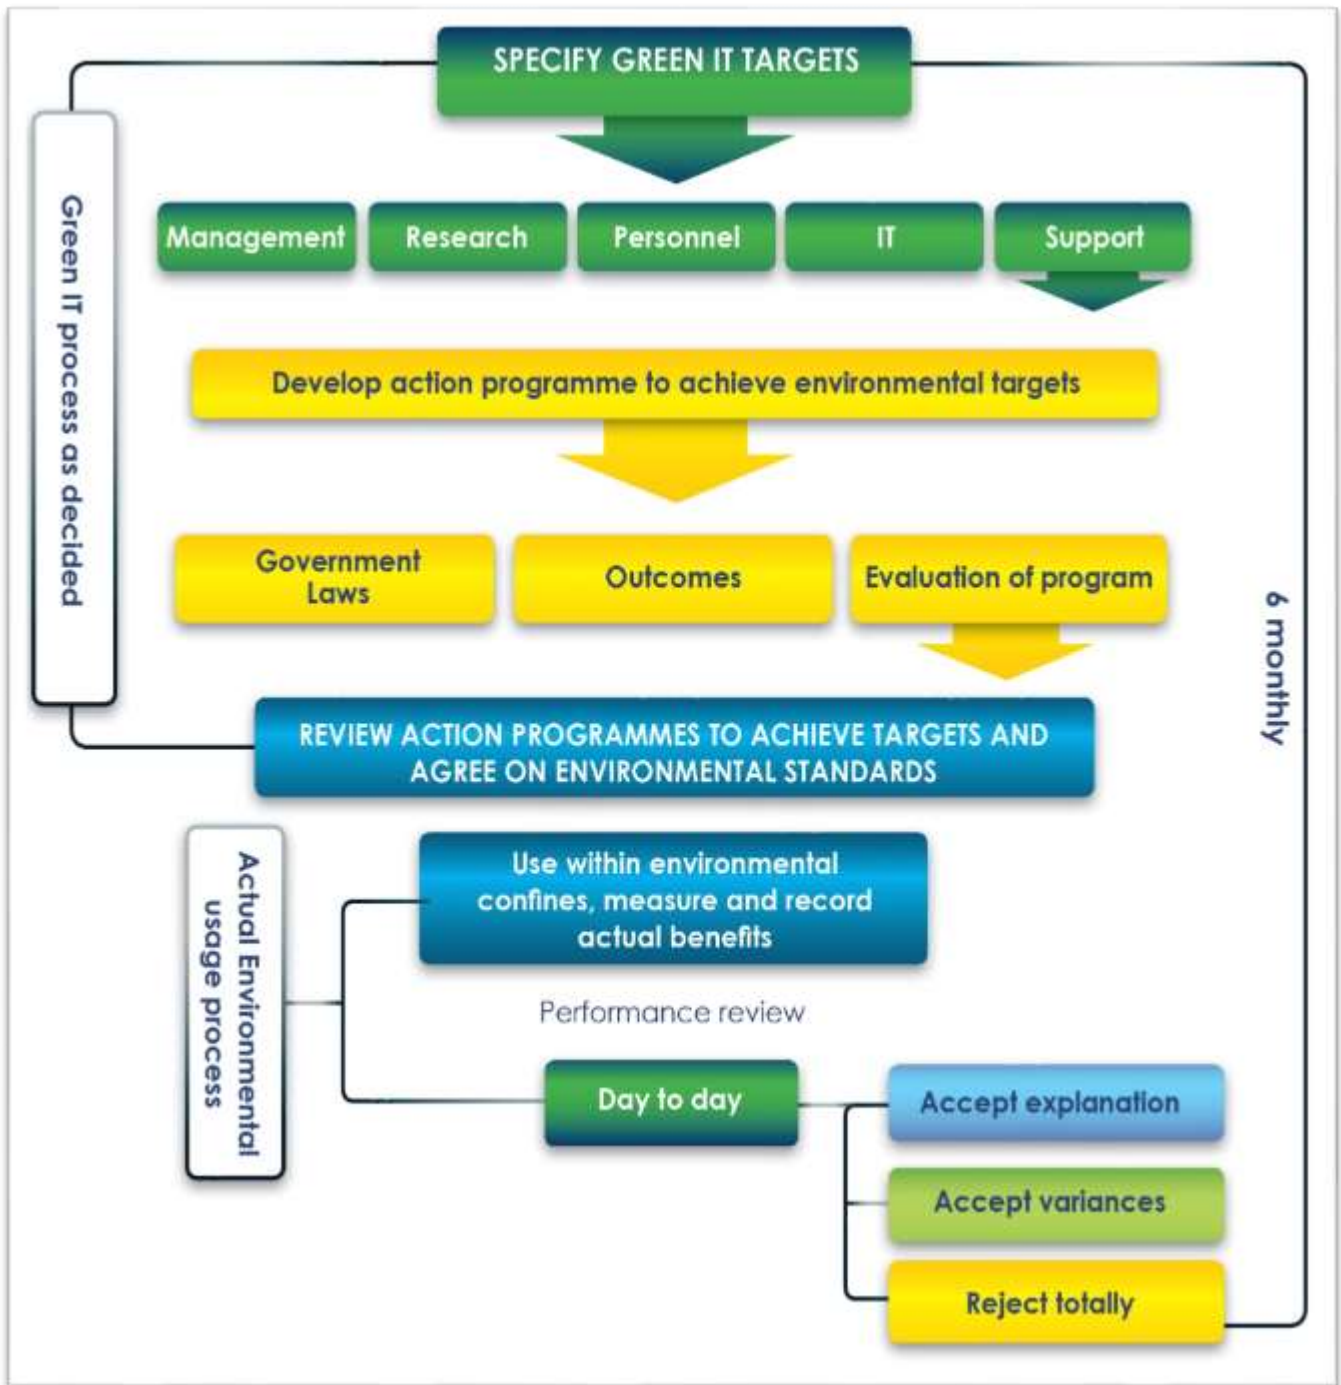 SPECIFY GREEN IT TARGETS
Green IT process as decided
Management
Research
Personnel
IT
Support
Develop action programme to achieve environmental targets
Government
Laws
Outcomes
Evaluation of program
6 monthly
REVIEW ACTION PROGRAMMES TO ACHIEVE TARGETS AND
AGREE ON ENVIRONMENTAL STANDARDS
Actual Environmental
usage process
Use within environmental
confines, measure and record
actual benefits
Performance review
Day to day
Accept explanation
Accept variances
Reject totally